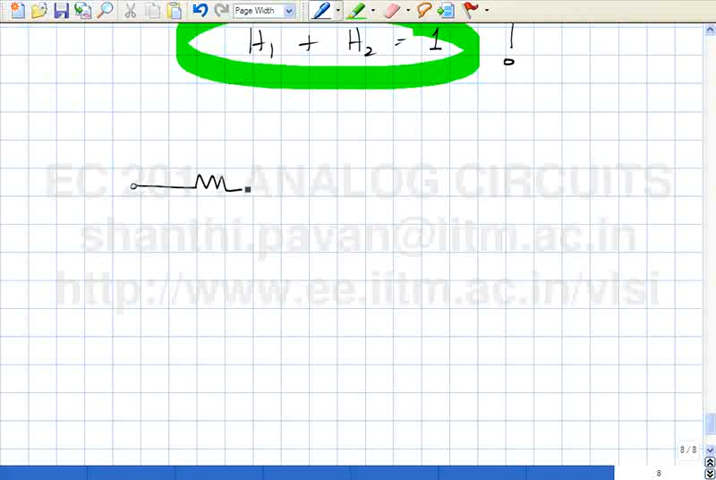 Page Width
H₁ + H₂ = 1
EC 201 ANALOG CIRCUITS
shanthi.pavan@iitm.ac.in
http://www.ee.iitm.ac.in/vlsi
8 / 8
8